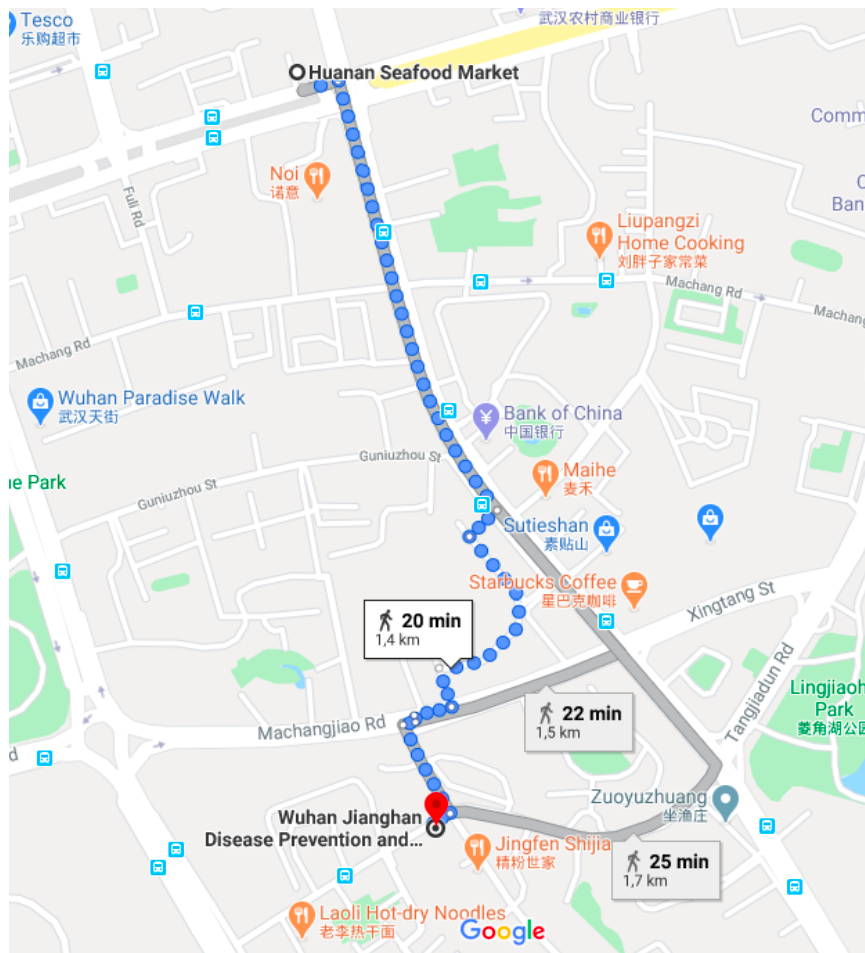 Tesco
乐购超市
武汉农村商业银行
Huanan Seafood Market
Comm
Noi
诺意
Fuli Rd
Ban
Liupangzi
Home Cooking
刘胖子家常菜
Machang Rd
Machang
Machang Rd
Wuhan Paradise Walk
武汉天街
Bank of China
中国银行
Guniuzhou St
Maihe
麦禾
ne Park
Guniuzhou St
Sutieshan
素贴山
Starbucks Coffee
星巴克咖啡
Xingtang St
20 min
1,4 km
Tangjiadun Rd
Lingjiaoh
Park
菱角湖公园
22 min
1,5 km
Machangjiao Rd
d
Zuoyuzhuang
坐渔庄
Wuhan Jianghan
Disease Prevention and...
Jingfen Shijia
精粉世家
25 min
1,7 km
Laoli Hot-dry Noodles
老李热干面
Google